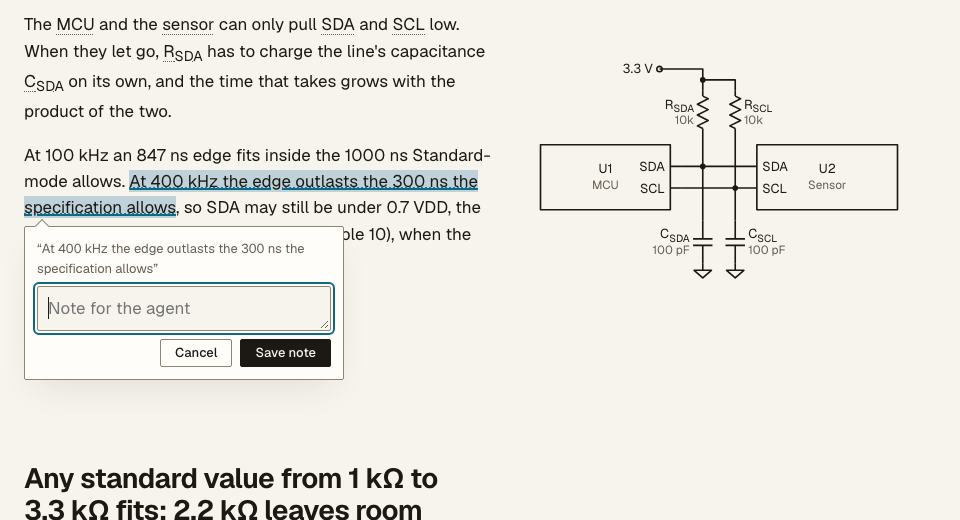 The MCU and the sensor can only pull SDA and SCL low.
When they let go, RSDA has to charge the line's capacitance
CSDA on its own, and the time that takes grows with the
product of the two.
At 100 kHz an 847 ns edge fits inside the 1000 ns Standard-
mode allows. At 400 kHz the edge outlasts the 300 ns the
specification allows, so SDA may still be under 0.7 VDD, the
10), when the
“At 400 kHz the edge outlasts the 300 ns the
specification allows”
Note for the agent
Cancel
Save note
3.3 V
RSDA
10k
RSCL
10k
U1
MCU
SDA
SCL
SDA
SCL
U2
Sensor
CSDA
100 pF
CSCL
100 pF
Any standard value from 1 kΩ to
3.3 kΩ fits; 2.2 kΩ leaves room